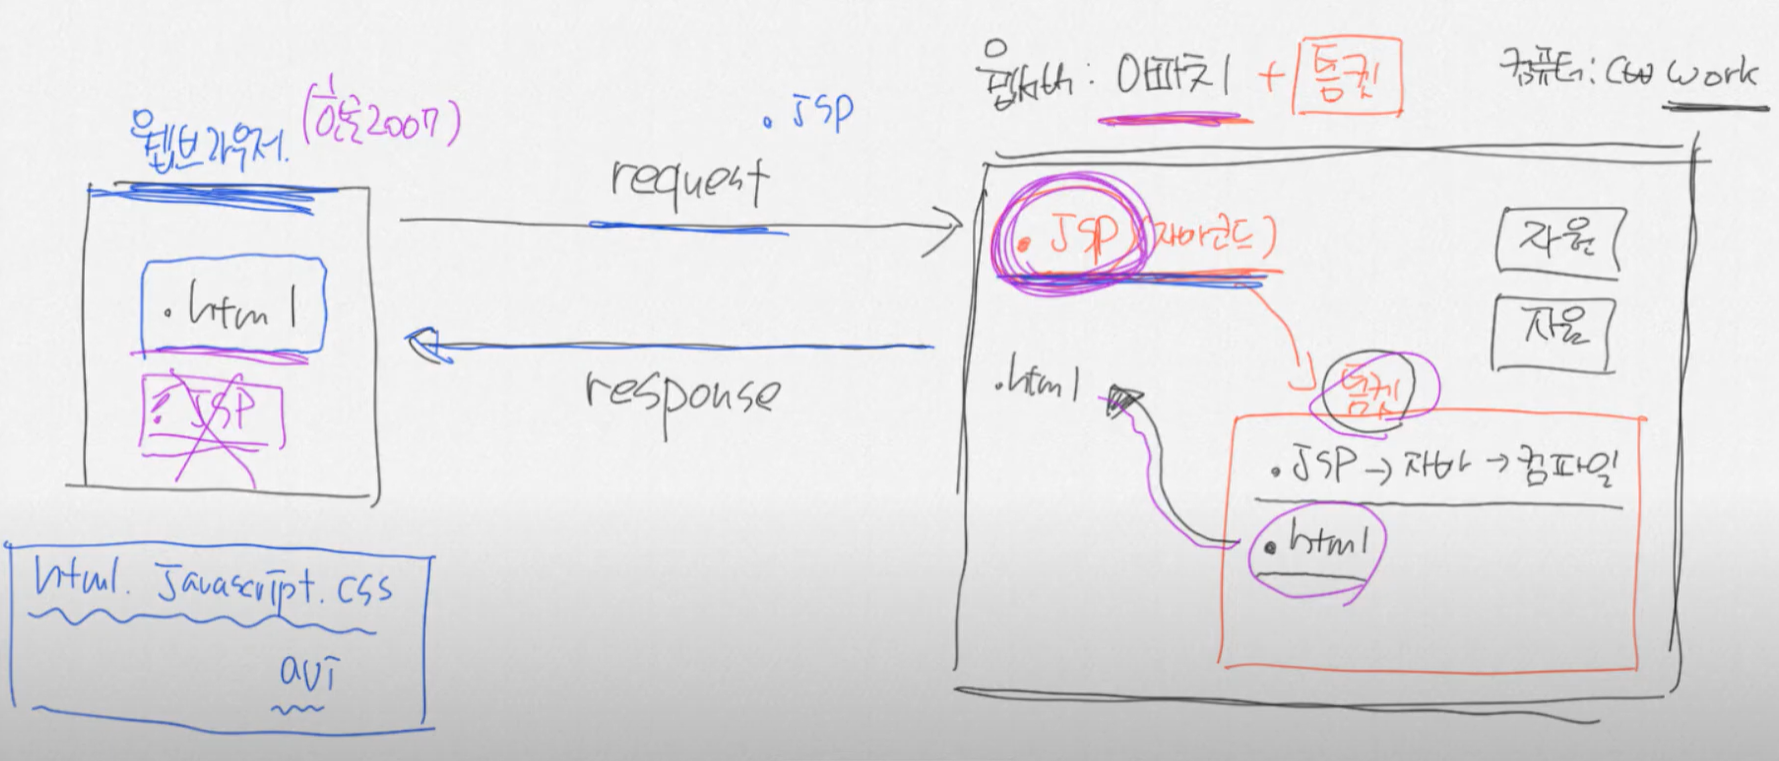 웹브라우저. (한글2007)
.html
.JSP
html. Javascript. css
avi
.JSP
request
response
웹서버: 아파치 + 톰캣
컴퓨터: work
.JSP (자바코드)
자원
자원
.html
톰캣
.JSP → 자바 → 컴파일
.html